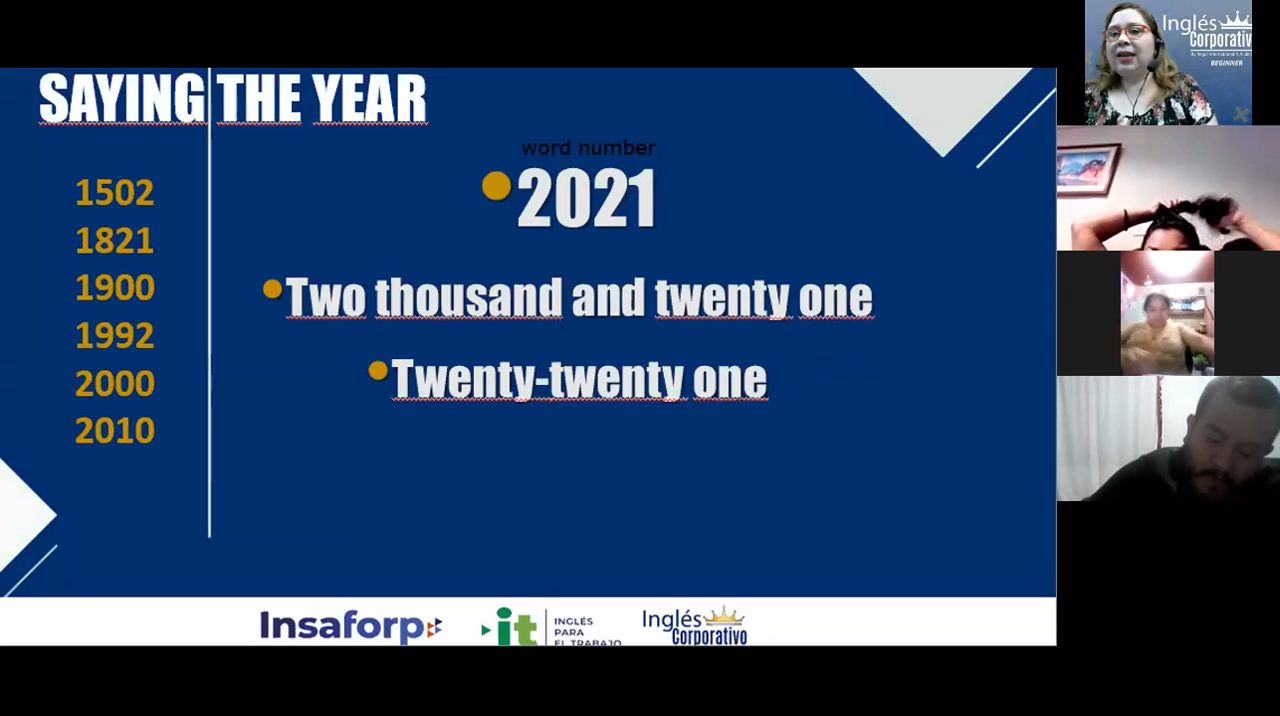 SAYING THE YEAR
1502
1821
1900
1992
2000
2010
word number
2021
Two thousand and twenty one
Twenty-twenty one
Insaforp
it
INGLÉS
PARA
EL TRABAJO
Inglés
Corporativo
Inglés
Corporativ
BEGINNER